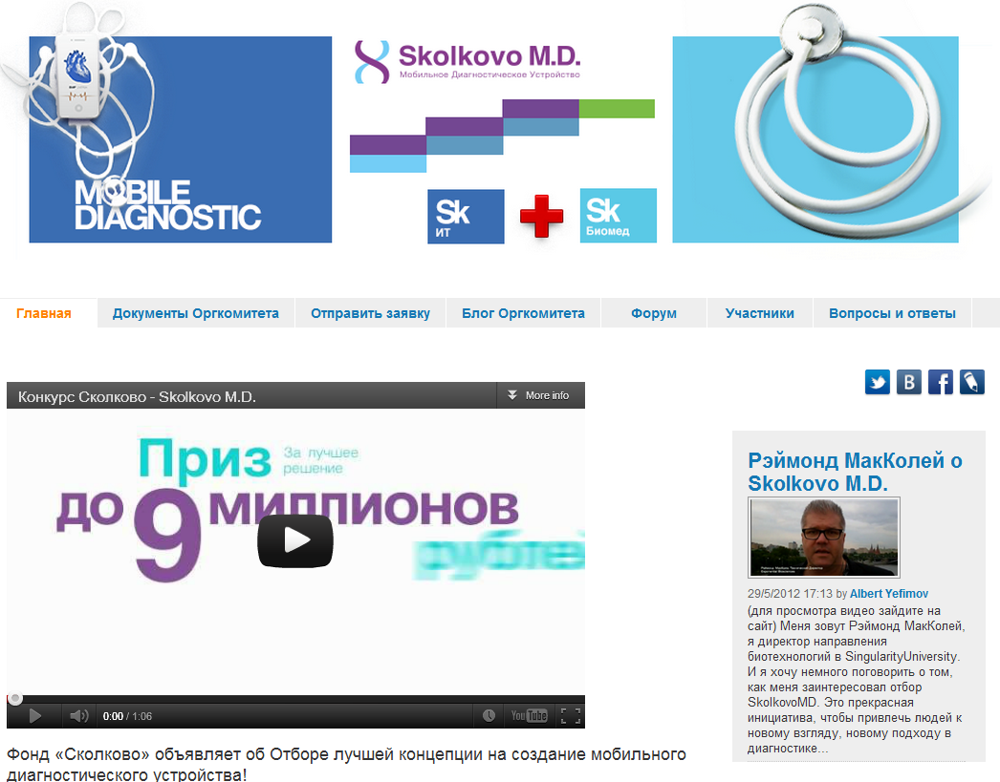 MOBILE
DIAGNOSTIC
Skolkovo M.D.
Мобильное Диагностическое Устройство
Sk
ИТ
Sk
Биомед
Главная
Документы Оргкомитета
Отправить заявку
Блог Оргкомитета
Форум
Участники
Вопросы и ответы
Конкурс Сколково - Skolkovo M.D.
More info
Приз
За лучшее
решение
до 9 миллионов
рублей
0:00 / 1:06
YouTube
Фонд «Сколково» объявляет об Отборе лучшей концепции на создание мобильного
диагностического устройства!
Рэймонд МакКолей о
Skolkovo M.D.
29/5/2012 17:13 by Albert Yefimov
(для просмотра видео зайдите на
сайт) Меня зовут Рэймонд МакКолей,
я директор направления
биотехнологий в SingularityUniversity.
И я хочу немного поговорить о том,
как меня заинтересовал отбор
SkolkovoMD. Это прекрасная
инициатива, чтобы привлечь людей к
новому взгляду, новому подходу в
диагностике...